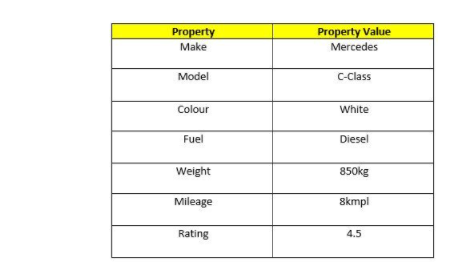 Property Property Value
Make Mercedes
Model C-Class
Colour White
Fuel Diesel
Weight 850kg
Mileage 8kmpl
Rating 4.5